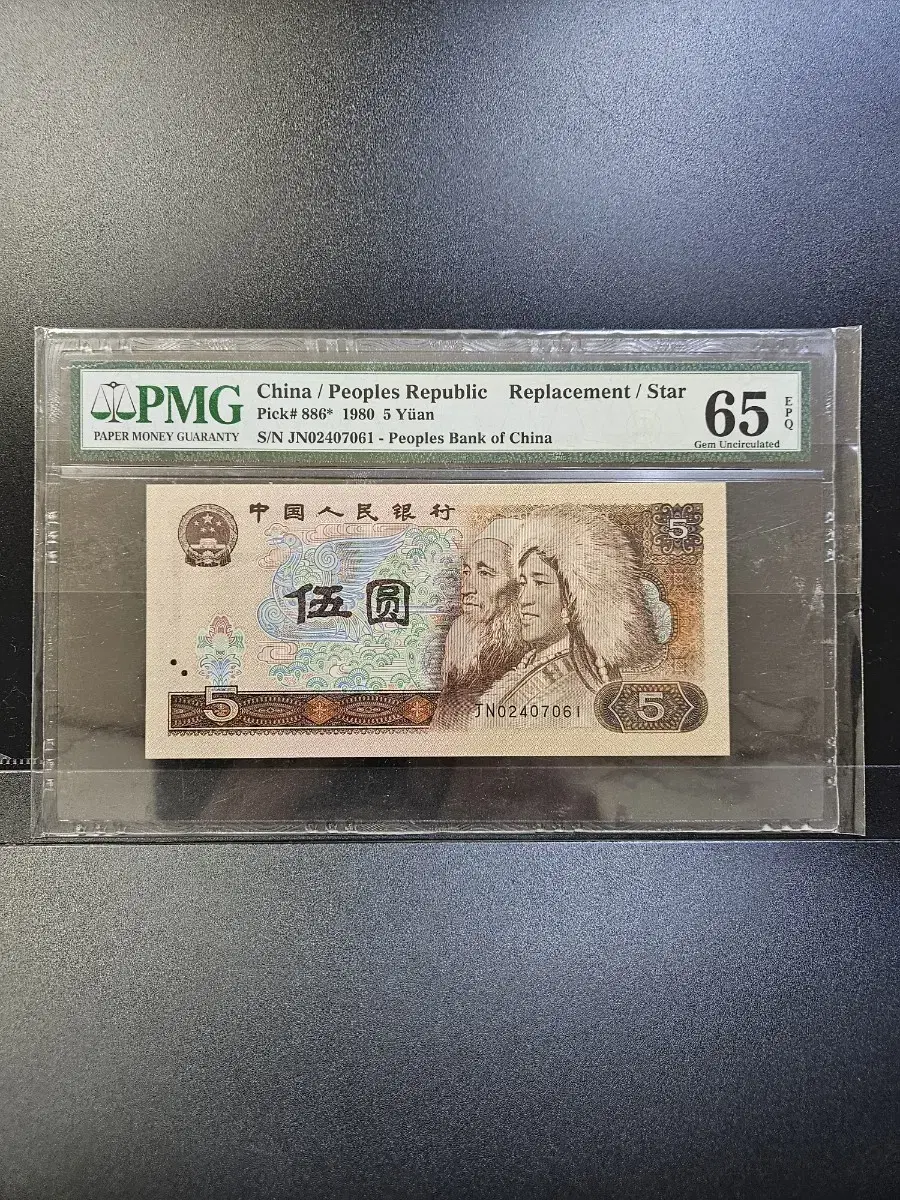 PMG
PAPER MONEY GUARANTY
China / Peoples Republic Replacement / Star
Pick# 886* 1980 5 Yüan
S/N JN02407061 - Peoples Bank of China
65
EPQ
Gem Uncirculated
中国人民银行
5
伍圆
5
JN02407061
5